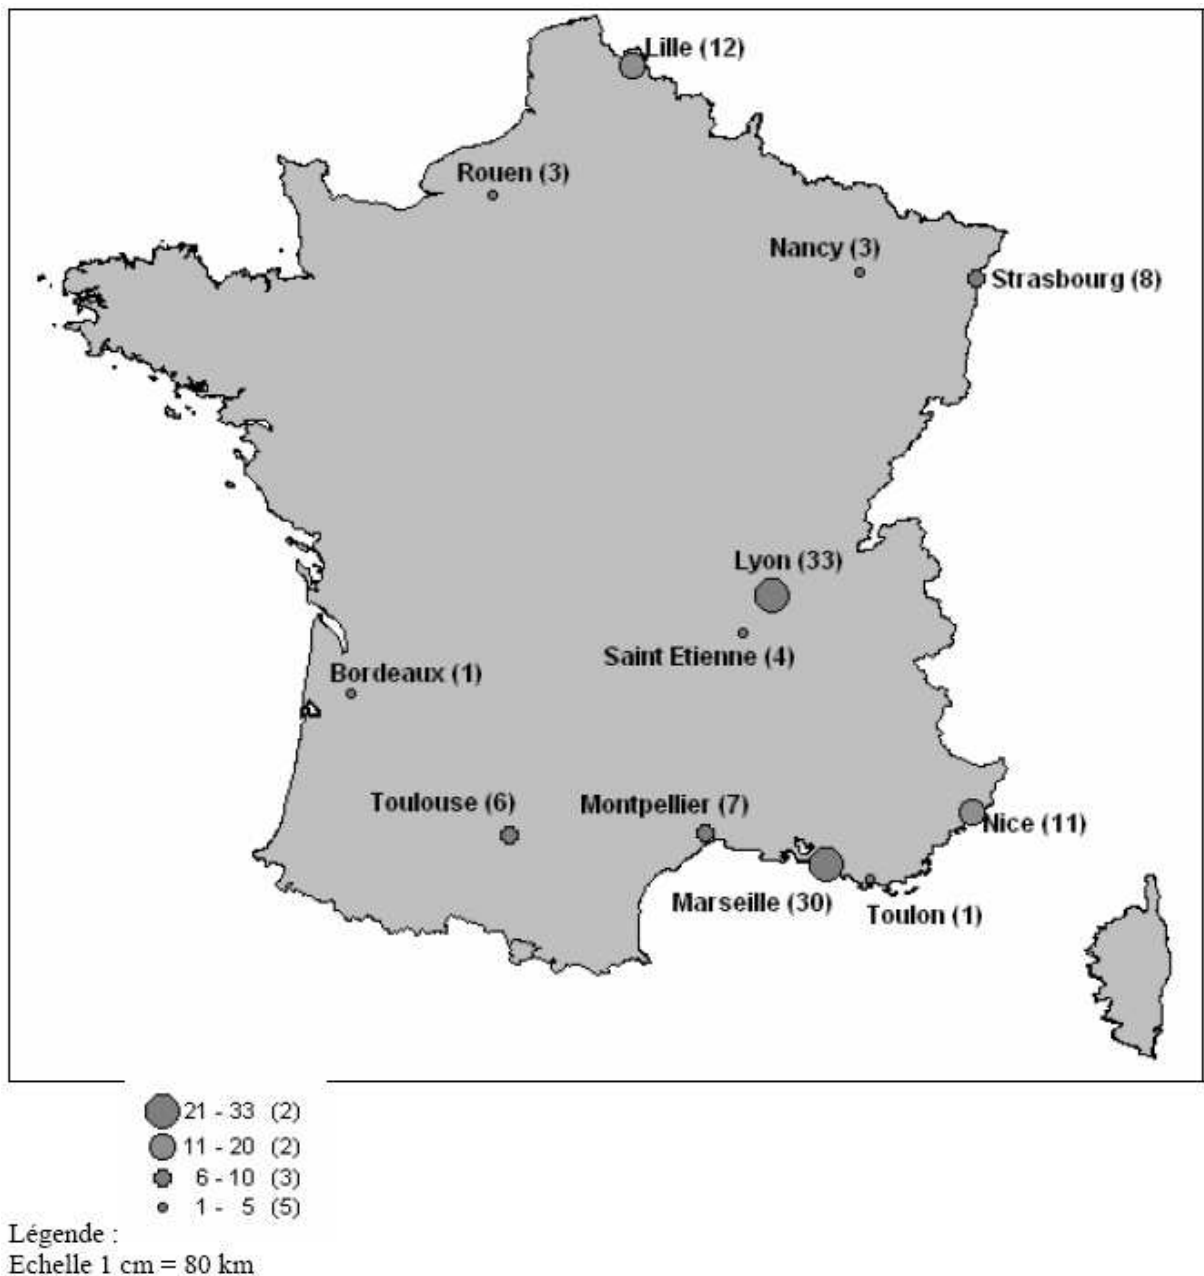 Lille (12)
Rouen (3)
Nancy (3)
Strasbourg (8)
Lyon (33)
Saint Etienne (4)
Bordeaux (1)
Toulouse (6)
Montpellier (7)
Nice (11)
Marseille (30)
Toulon (1)
21 - 33 (2)
11 - 20 (2)
6 - 10 (3)
1 - 5 (5)
Légende :
Echelle 1 cm = 80 km